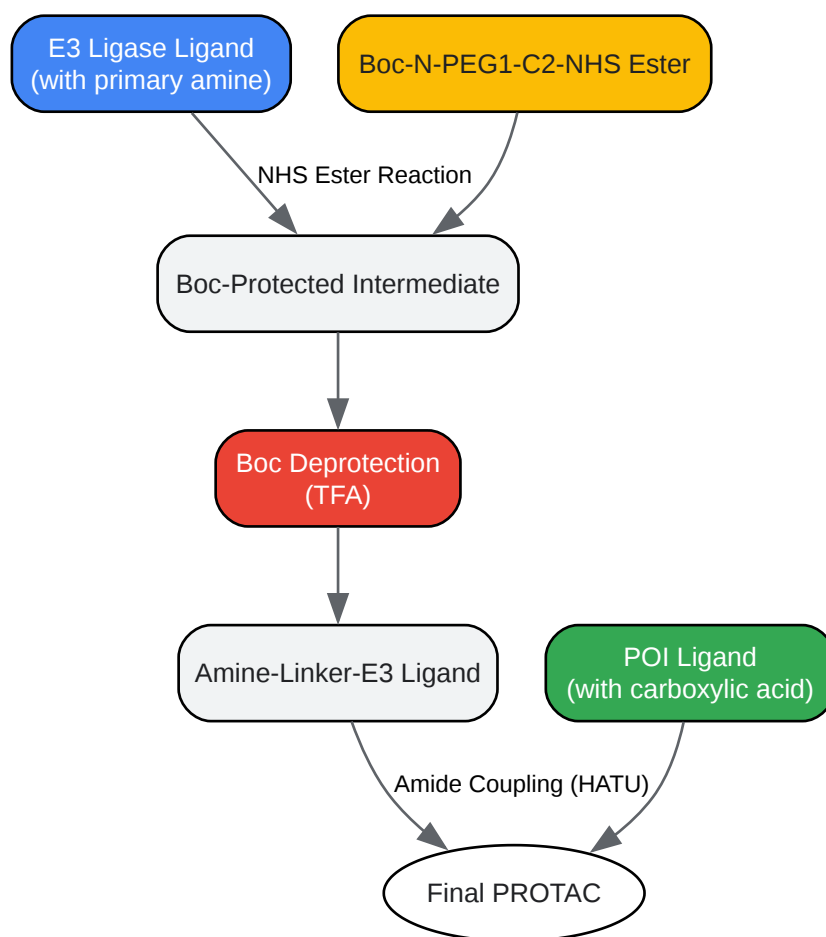 E3 Ligase Ligand
(with primary amine)
Boc-N-PEG1-C2-NHS Ester
NHS Ester Reaction
Boc-Protected Intermediate
Boc Deprotection
(TFA)
Amine-Linker-E3 Ligand
POI Ligand
(with carboxylic acid)
Amide Coupling (HATU)
Final PROTAC